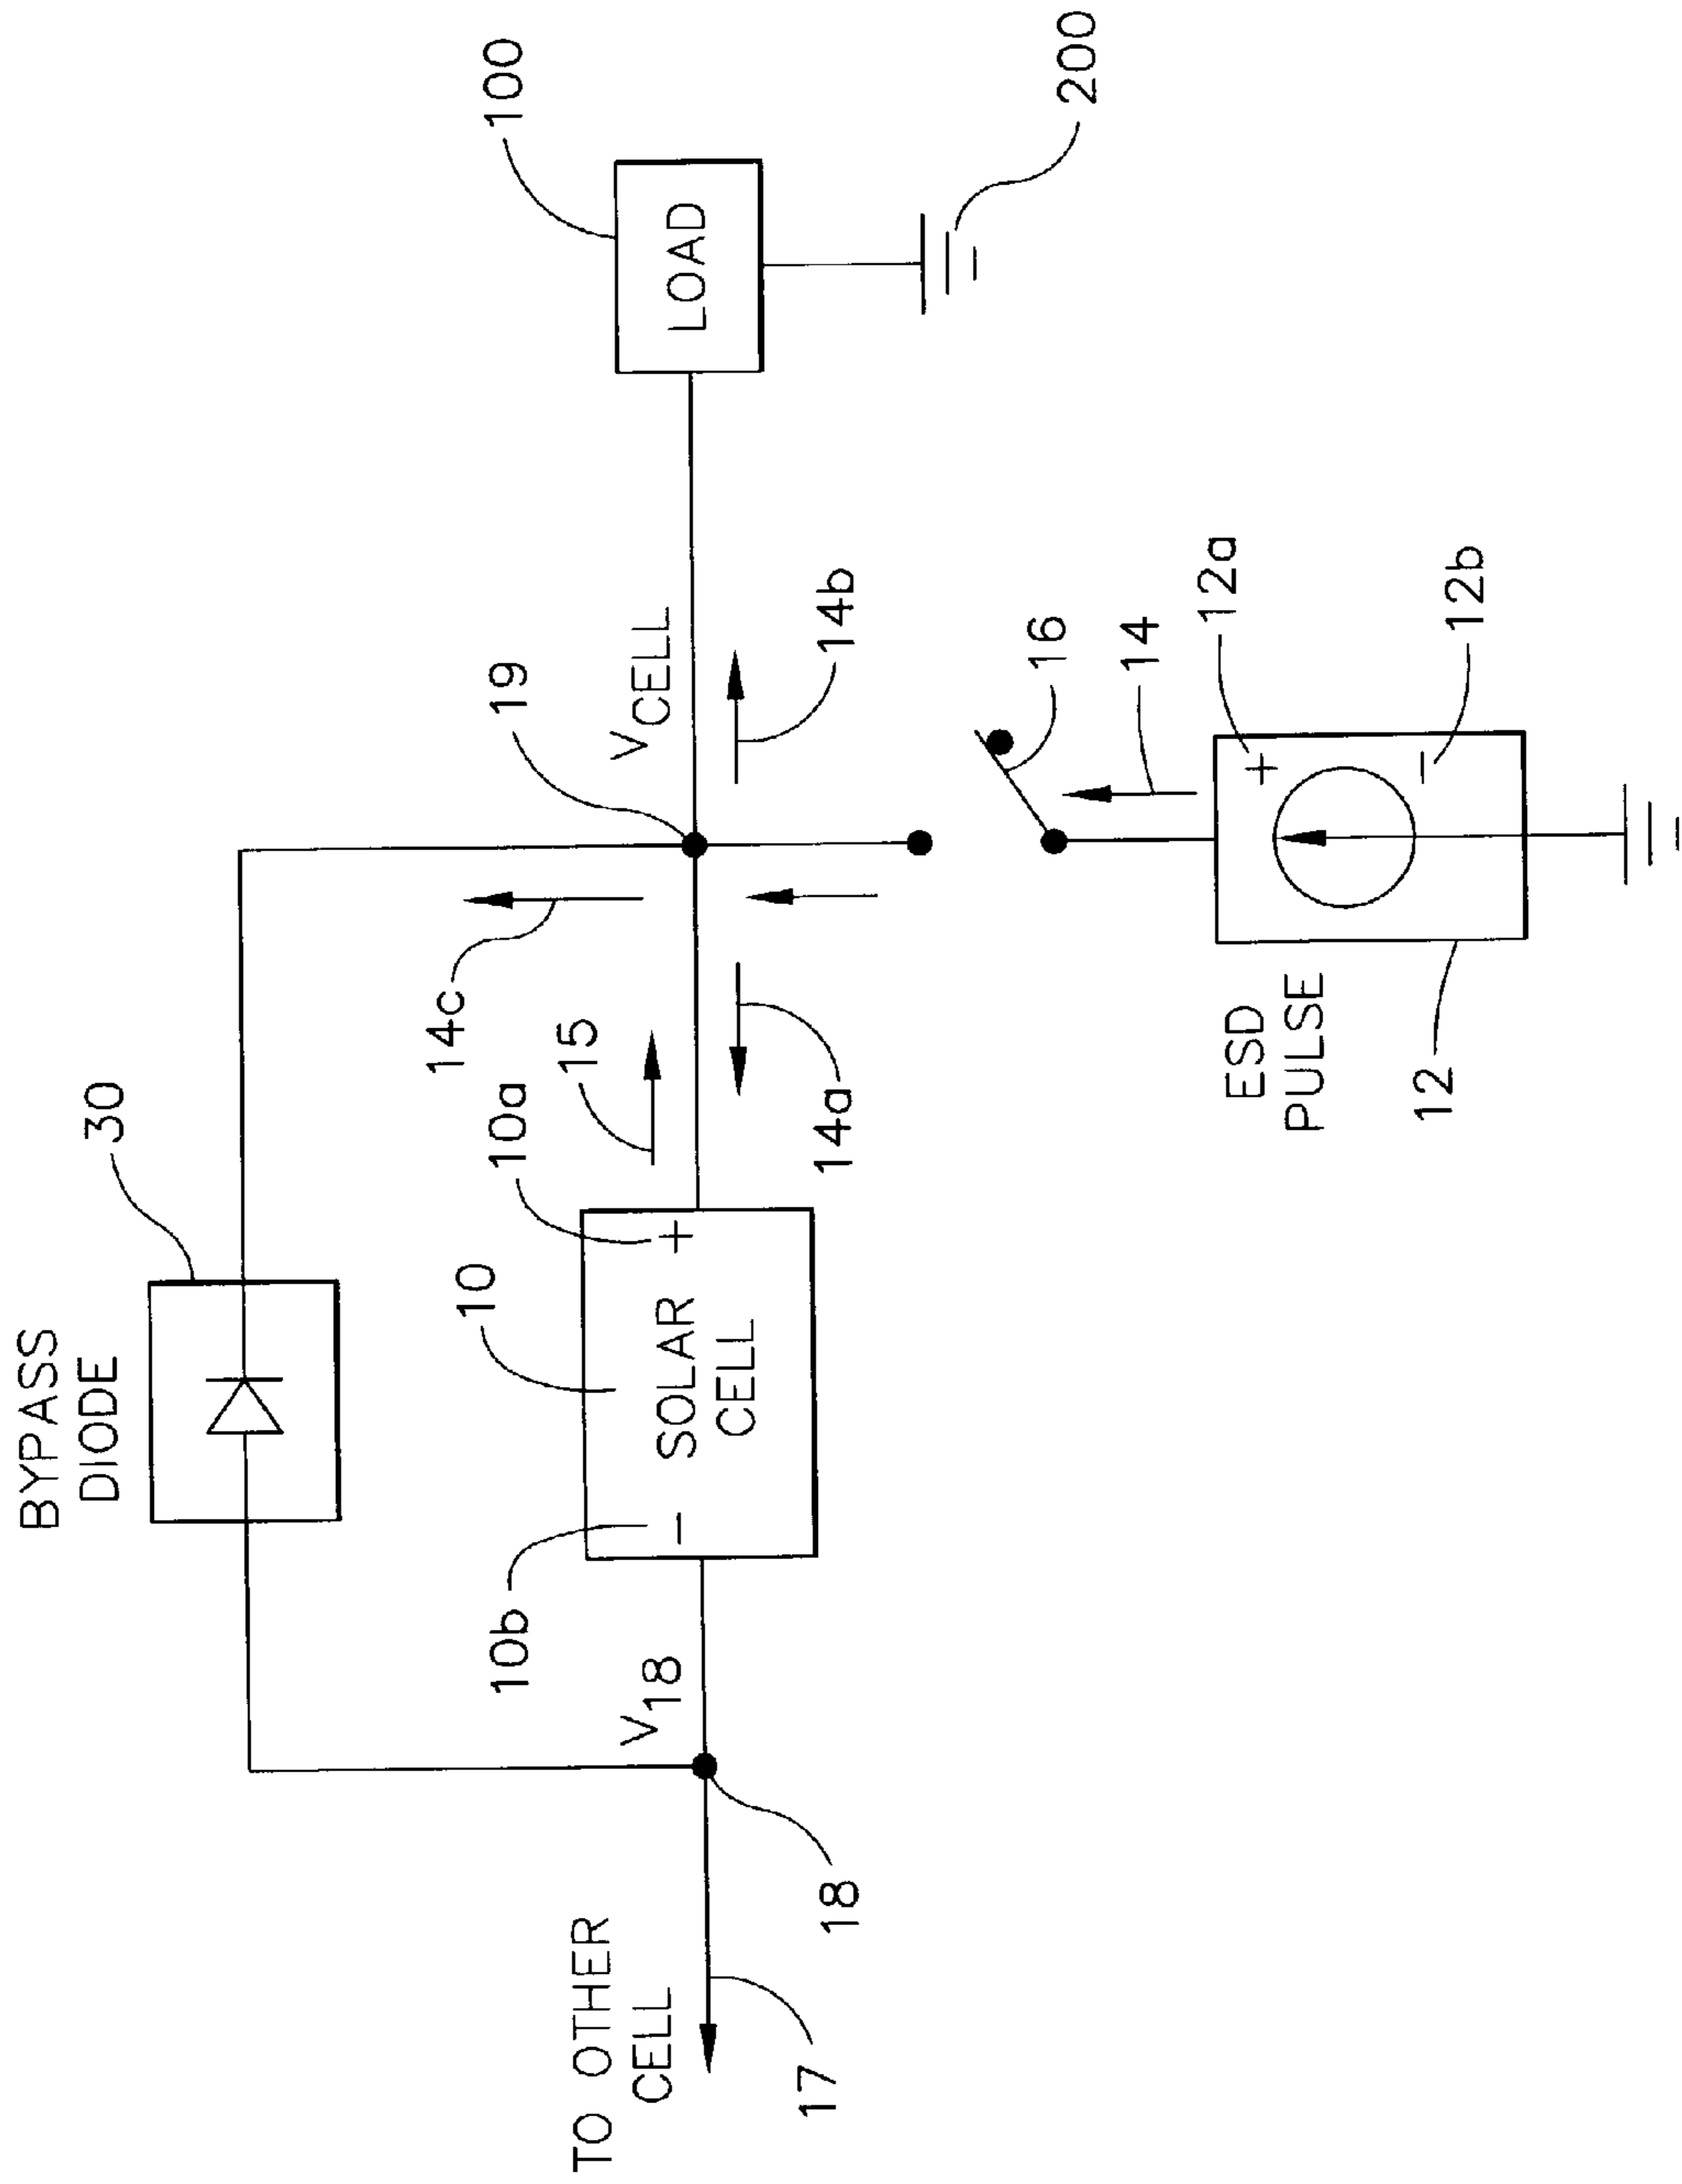 BYPASS
DIODE
30
100
LOAD
200
14c
19
V CELL
10
10a
15
10b
SOLAR
CELL
+
−
V18
14a
14b
TO OTHER
CELL
17
18
16
14
ESD
PULSE
12
12a
+
−
12b